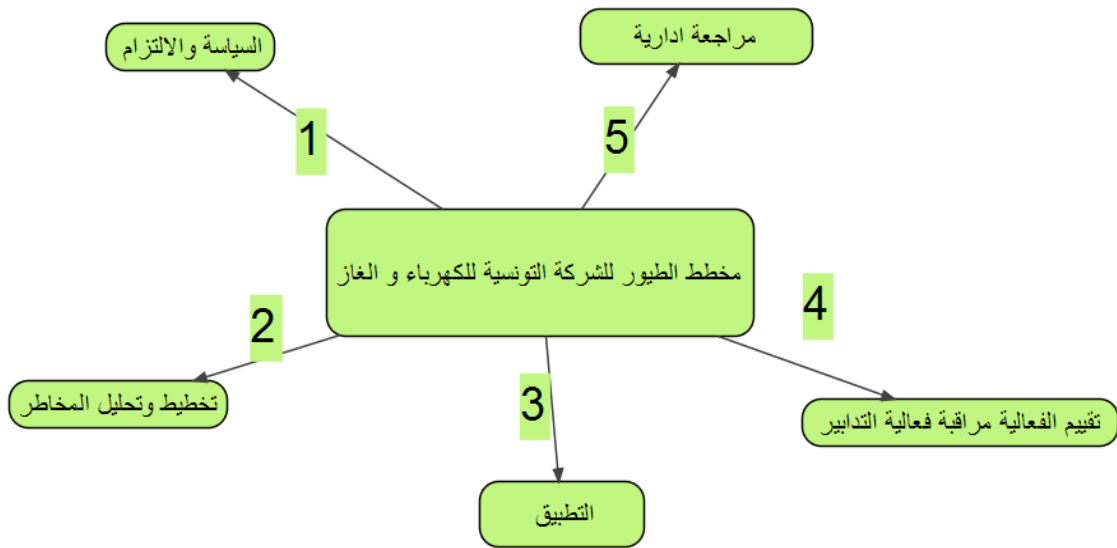 مراجعة ادارية
السياسة والالتزام
5
1
مخطط الطيور للشركة التونسية للكهرباء و الغاز
4
2
تخطيط وتحليل المخاطر
3
تقييم الفعالية مراقبة فعالية التدابير
التطبيق